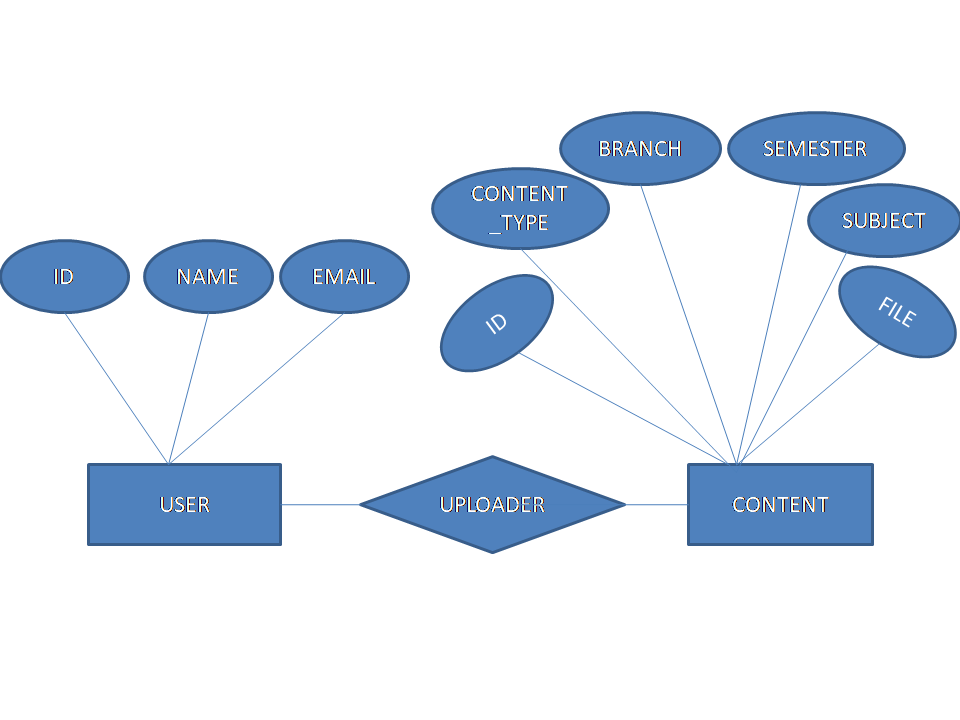 BRANCH
SEMESTER
CONTENT
_TYPE
SUBJECT
ID
NAME
EMAIL
ID
FILE
USER
UPLOADER
CONTENT